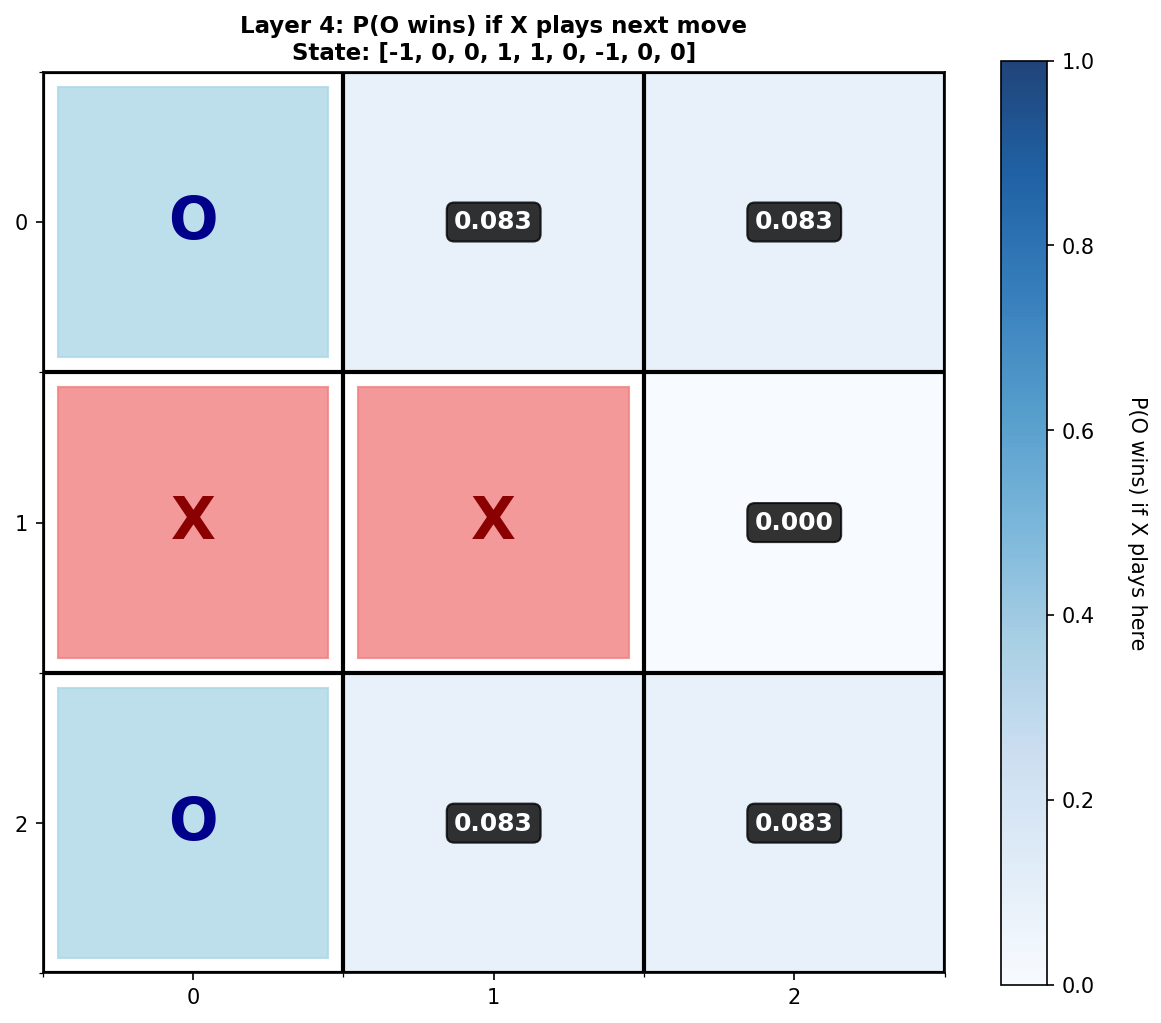 Layer 4: P(O wins) if X plays next move
State: [-1, 0, 0, 1, 1, 0, -1, 0, 0]
0
O
0.083
0.083
1
X
X
0.000
2
O
0.083
0.083
0
1
2
1.0
0.8
0.6
0.4
0.2
0.0
P(O wins) if X plays here